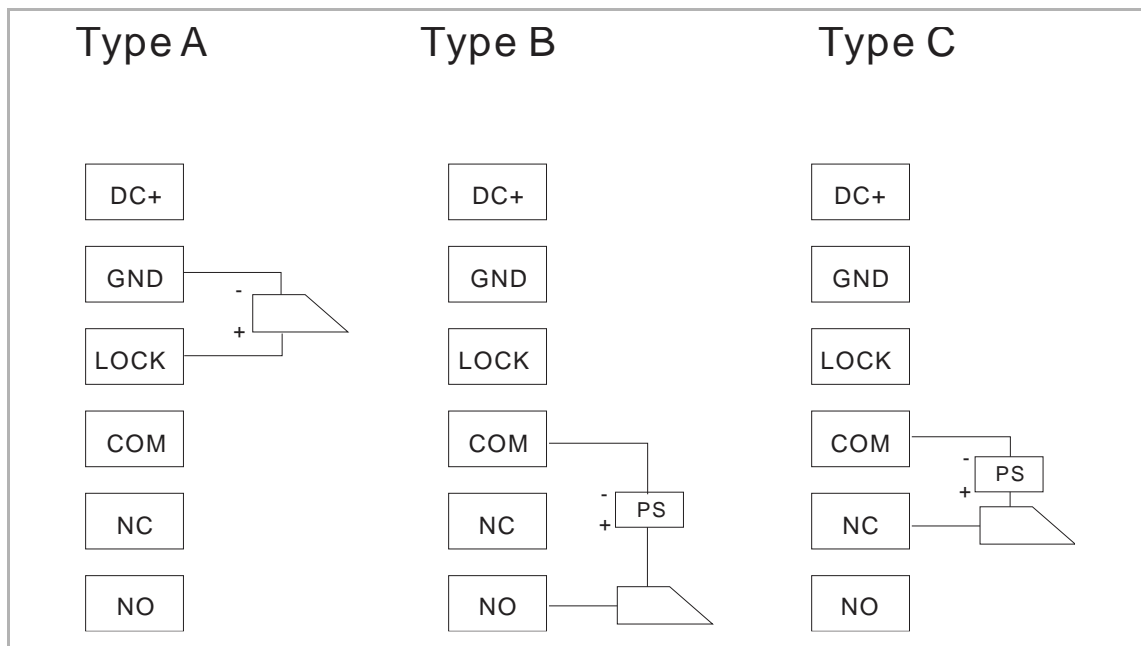 Type A
Type B
Type C
DC+
GND
-
+
LOCK
COM
NC
NO
DC+
GND
LOCK
COM
-
PS
+
NC
NO
DC+
GND
LOCK
COM
-
PS
+
NC
NO